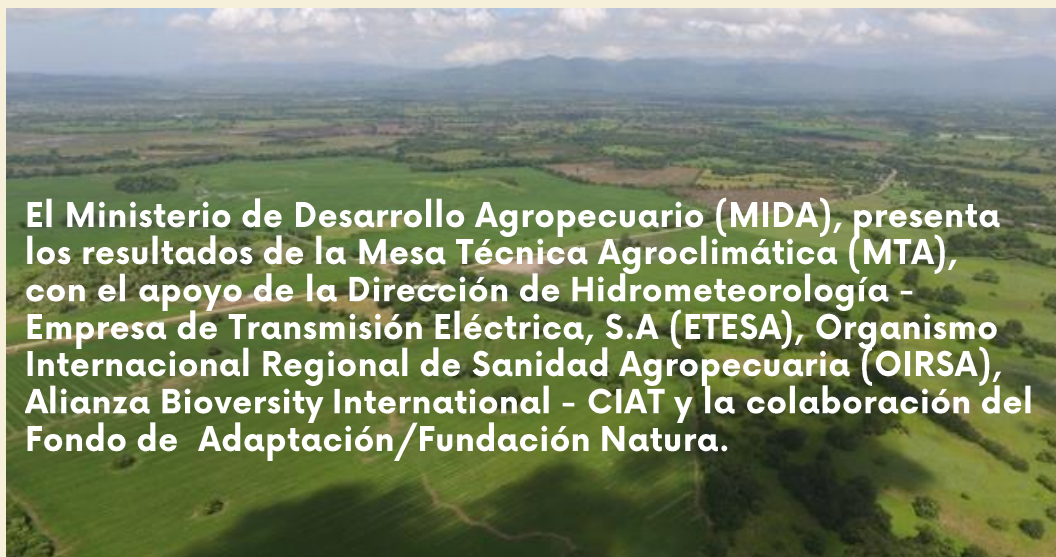 El Ministerio de Desarrollo Agropecuario (MIDA), presenta
los resultados de la Mesa Técnica Agroclimática (MTA),
con el apoyo de la Dirección de Hidrometeorología -
Empresa de Transmisión Eléctrica, S.A (ETESA), Organismo
Internacional Regional de Sanidad Agropecuaria (OIRSA),
Alianza Bioversity International - CIAT y la colaboración del
Fondo de  Adaptación/Fundación Natura.